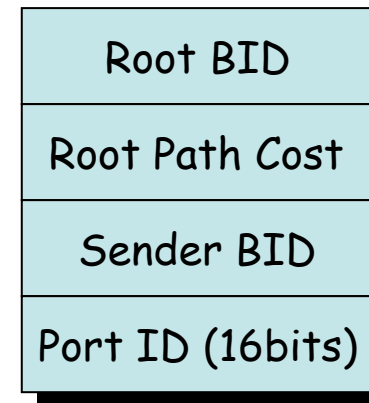 Root BID
Root Path Cost
Sender BID
Port ID (16bits)